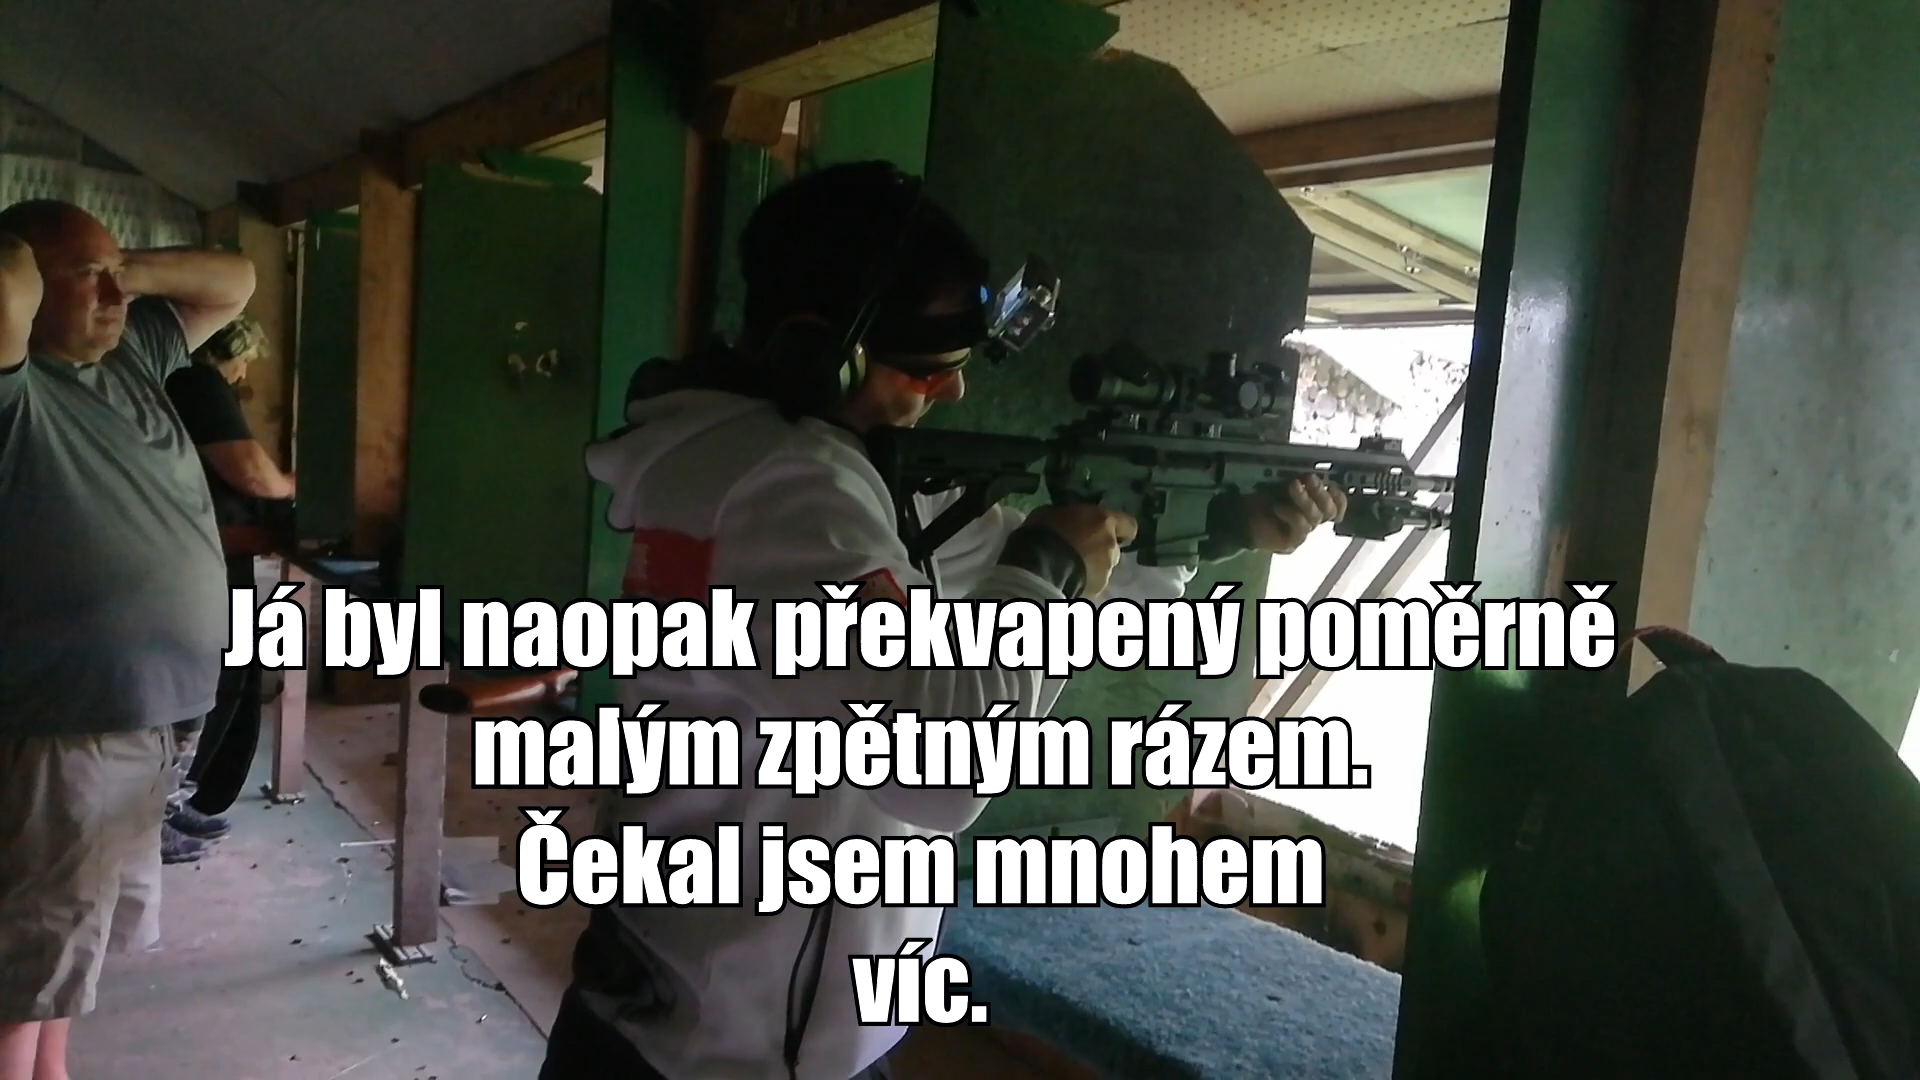 Já byl naopak překvapený poměrně
malým zpětným rázem.
Čekal jsem mnohem
víc.